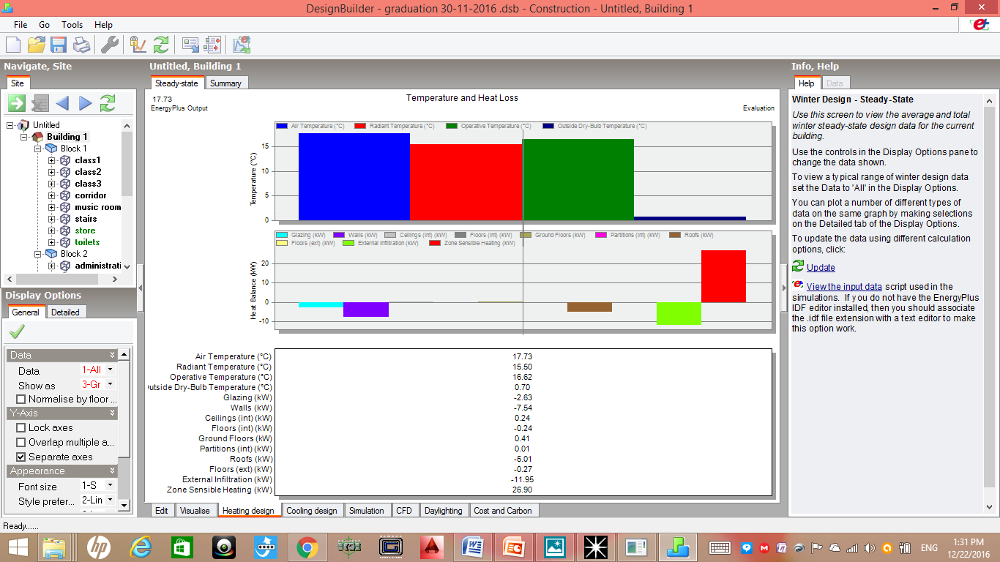 DesignBuilder - graduation 30-11-2016 .dsb - Construction - Untitled, Building 1
File Go Tools Help
Navigate, Site
Site
Untitled
Building 1
Block 1
class1
class2
class3
corridor
music room
stairs
store
toilets
Block 2
administrati
Display Options
General Detailed
Data
Data 1-All
Show as 3-Gr
Normalise by floor ...
Y-Axis
Lock axes
Overlap multiple a...
Separate axes
Appearance
Font size 1-S
Style prefer... 2-Lin
Untitled, Building 1
Steady-state Summary
17.73 Temperature and Heat Loss
EnergyPlus Output Evaluation
Air Temperature (°C) Radiant Temperature (°C) Operative Temperature (°C) Outside Dry-Bulb Temperature (°C)
Temperature (°C)
15
10
5
0
Glazing (kW) Walls (kW) Ceilings (int) (kW) Floors (int) (kW) Ground Floors (kW) Partitions (int) (kW) Roofs (kW)
Floors (ext) (kW) External Infiltration (kW) Zone Sensible Heating (kW)
Heat Balance (kW)
20
10
0
-10
Air Temperature (°C) 17.73
Radiant Temperature (°C) 15.50
Operative Temperature (°C) 16.62
utside Dry-Bulb Temperature (°C) 0.70
Glazing (kW) -2.63
Walls (kW) -7.54
Ceilings (int) (kW) 0.24
Floors (int) (kW) -0.24
Ground Floors (kW) 0.41
Partitions (int) (kW) 0.01
Roofs (kW) -5.01
Floors (ext) (kW) -0.27
External Infiltration (kW) -11.95
Zone Sensible Heating (kW) 26.90
Edit Visualise Heating design Cooling design Simulation CFD Daylighting Cost and Carbon
Info, Help
Help Data
Winter Design - Steady-State
Use this screen to view the average and total
winter steady-state design data for the current
building.
Use the controls in the Display Options pane to
change the data shown.
To view a typical range of winter design data
set the Data to 'All' in the Display Options.
You can plot a number of different types of
data on the same graph by making selections
on the Detailed tab of the Display Options.
To update the data using different calculation
options, click:
Update
View the input data script used in the
simulations. If you do not have the EnergyPlus
IDF editor installed, then you should associate
the .idf file extension with a text editor to make
this option work.
Ready......
ENG
1:31 PM
12/22/2016